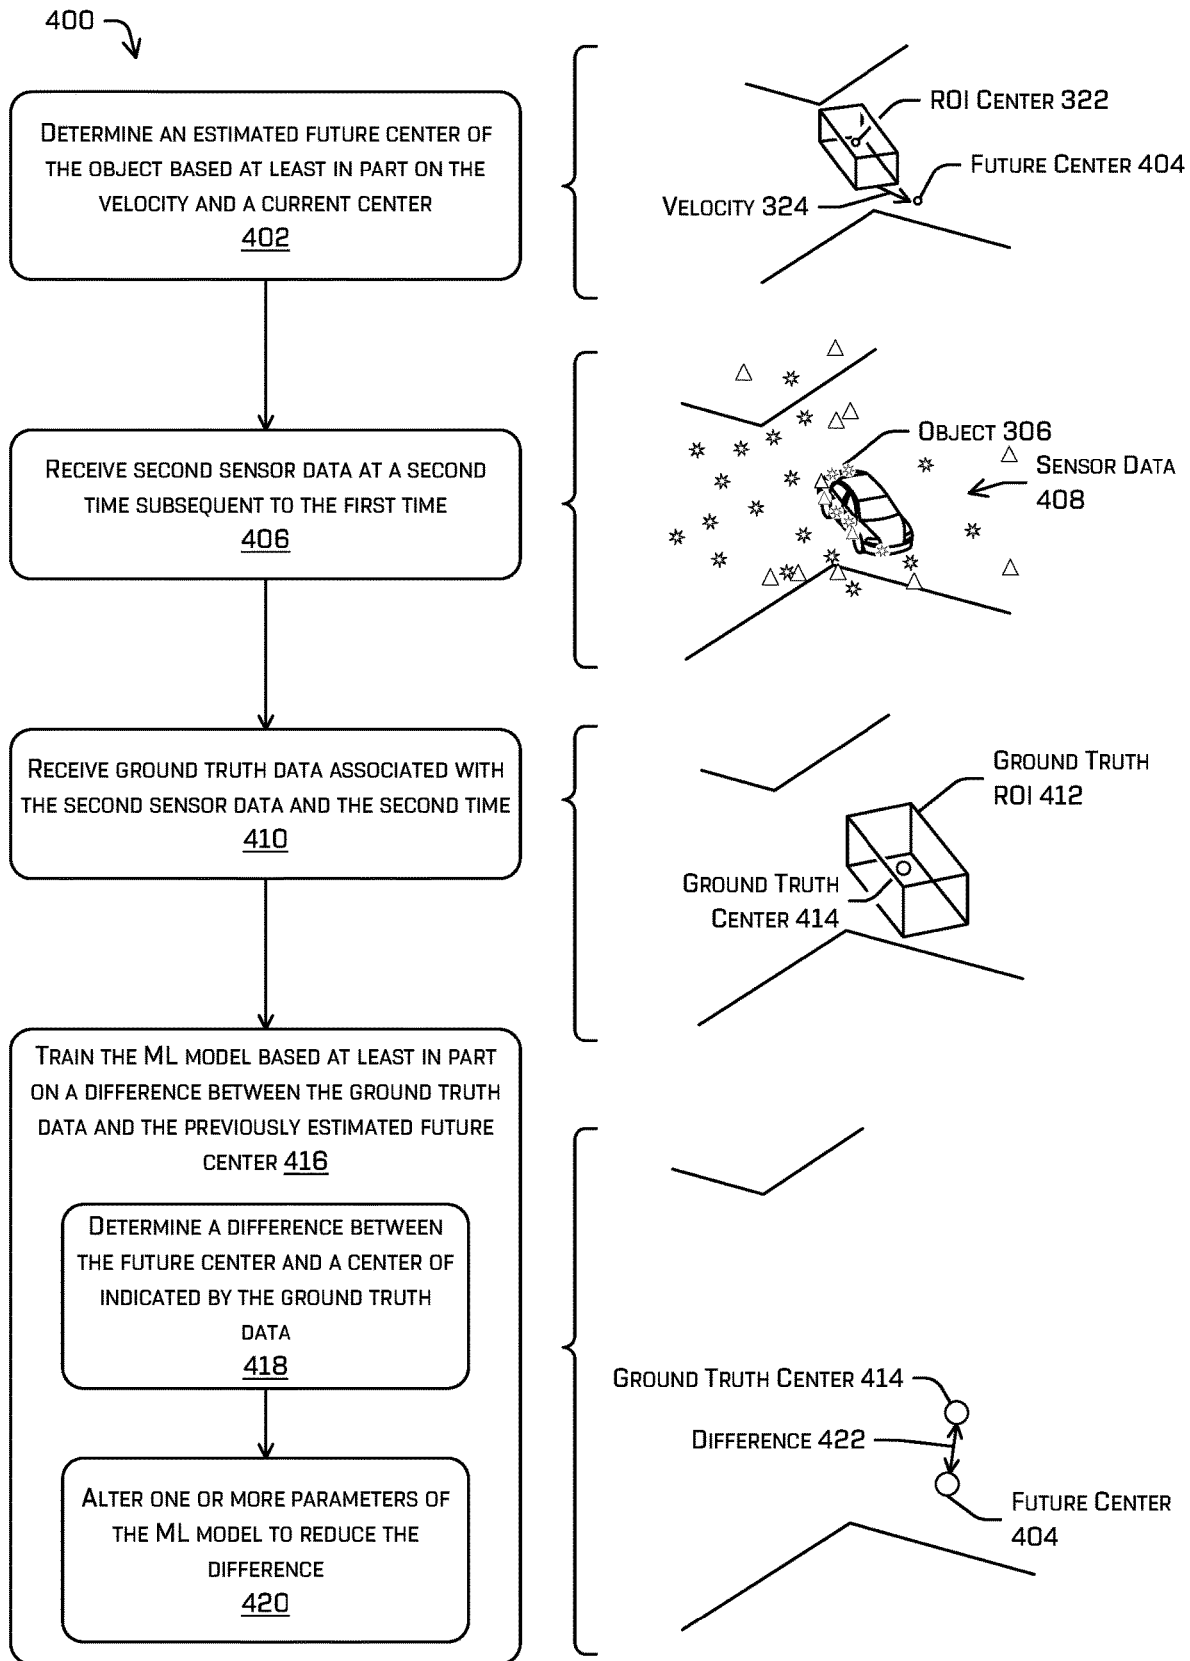 400
DETERMINE AN ESTIMATED FUTURE CENTER OF
THE OBJECT BASED AT LEAST IN PART ON THE
VELOCITY AND A CURRENT CENTER
402
ROI CENTER 322
FUTURE CENTER 404
VELOCITY 324
RECEIVE SECOND SENSOR DATA AT A SECOND
TIME SUBSEQUENT TO THE FIRST TIME
406
OBJECT 306
SENSOR DATA
408
RECEIVE GROUND TRUTH DATA ASSOCIATED WITH
THE SECOND SENSOR DATA AND THE SECOND TIME
410
GROUND TRUTH
ROI 412
GROUND TRUTH
CENTER 414
TRAIN THE ML MODEL BASED AT LEAST IN PART
ON A DIFFERENCE BETWEEN THE GROUND TRUTH
DATA AND THE PREVIOUSLY ESTIMATED FUTURE
CENTER 416
DETERMINE A DIFFERENCE BETWEEN
THE FUTURE CENTER AND A CENTER OF
INDICATED BY THE GROUND TRUTH
DATA
418
ALTER ONE OR MORE PARAMETERS OF
THE ML MODEL TO REDUCE THE
DIFFERENCE
420
GROUND TRUTH CENTER 414
DIFFERENCE 422
FUTURE CENTER
404